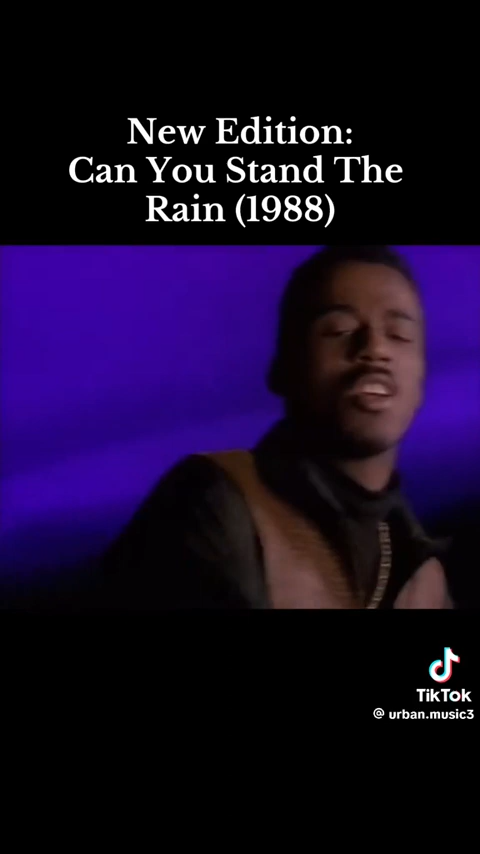 New Edition:
Can You Stand The
Rain (1988)
TikTok
@ urban.music3